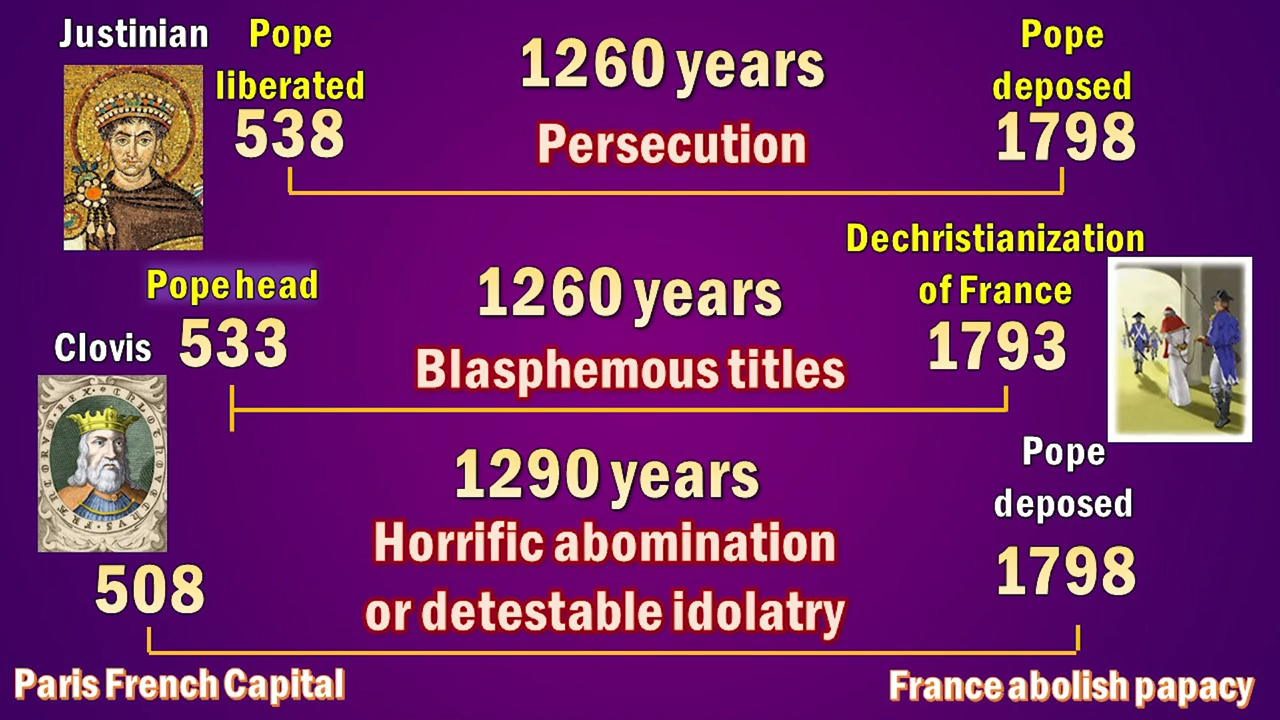 Justinian
Pope
liberated
538
1260 years
Persecution
Pope
deposed
1798
Pope head
533
1260 years
Blasphemous titles
Dechristianization
of France
1793
Clovis
508
1290 years
Horrific abomination
or detestable idolatry
Pope
deposed
1798
Paris French Capital
France abolish papacy